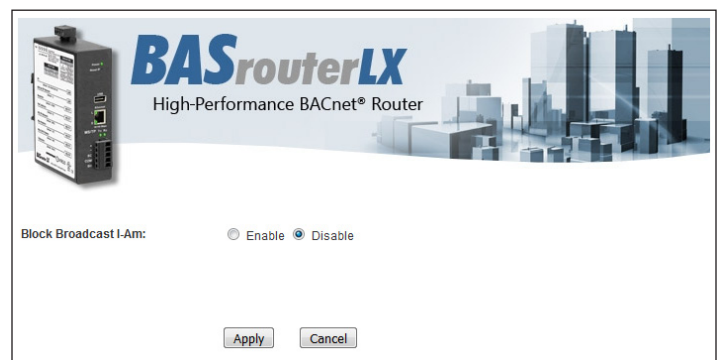 BASrouterLX
High-Performance BACnet® Router
Block Broadcast I-Am: Enable Disable
Apply Cancel